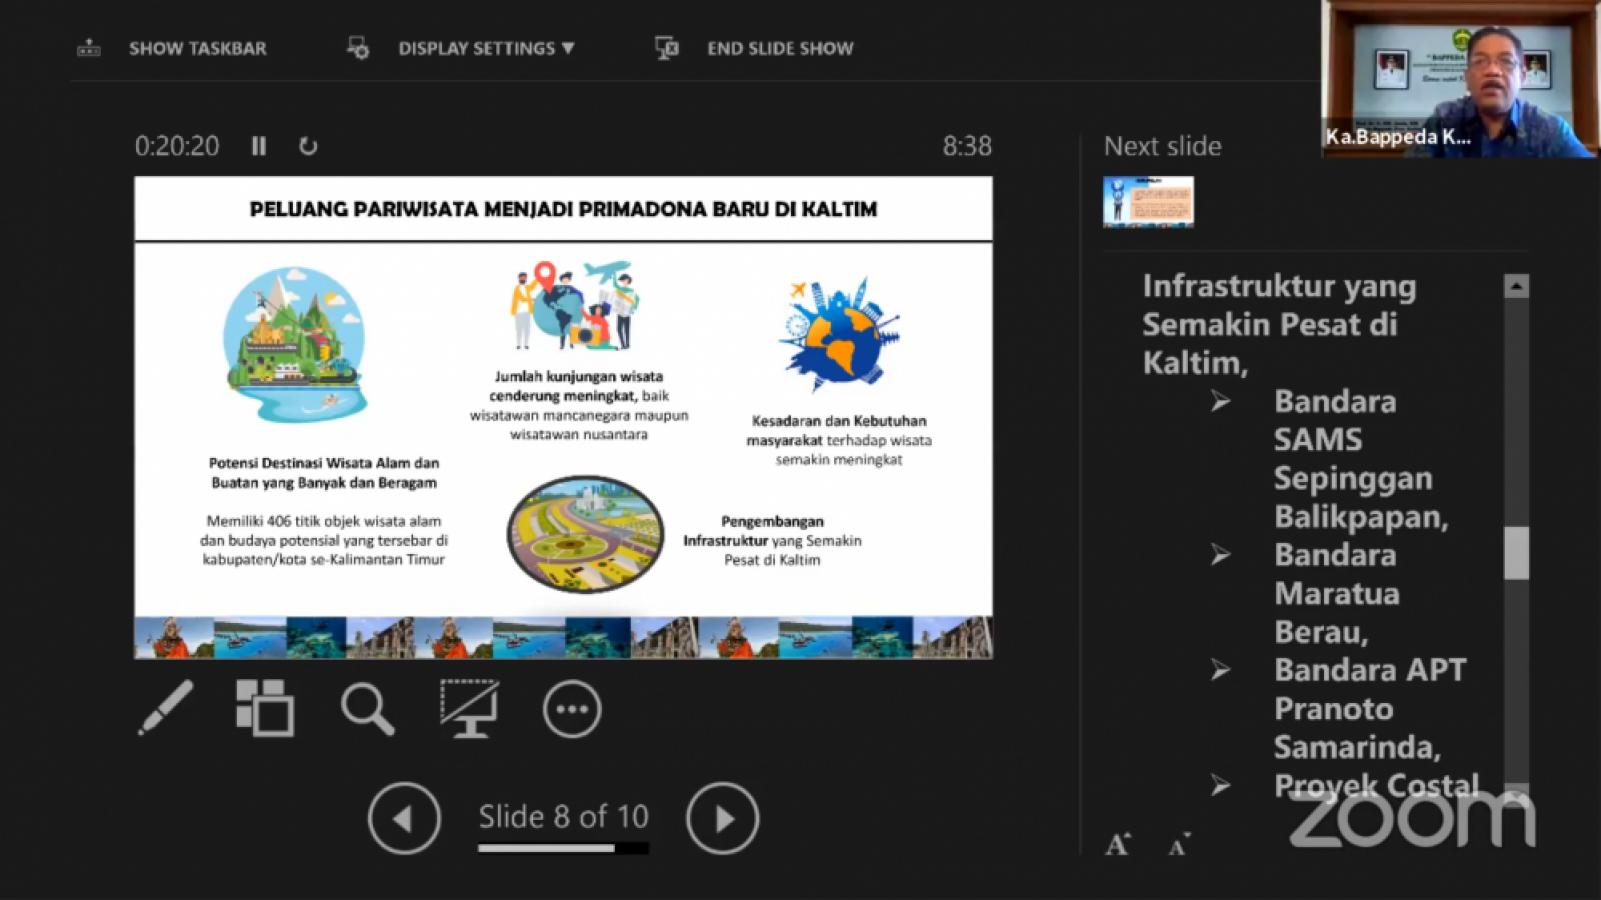 SHOW TASKBAR
DISPLAY SETTINGS ▼
END SLIDE SHOW
Ka.Bappeda K...
0:20:20
8:38
Next slide
PELUANG PARIWISATA MENJADI PRIMADONA BARU DI KALTIM
Jumlah kunjungan wisata
cenderung meningkat, baik
wisatawan mancanegara maupun
wisatawan nusantara
Kesadaran dan Kebutuhan
masyarakat terhadap wisata
semakin meningkat
Potensi Destinasi Wisata Alam dan
Buatan yang Banyak dan Beragam
Memiliki 406 titik objek wisata alam
dan budaya potensial yang tersebar di
kabupaten/kota se-Kalimantan Timur
Pengembangan
Infrastruktur yang Semakin
Pesat di Kaltim
Infrastruktur yang
Semakin Pesat di
Kaltim,
Bandara
SAMS
Sepinggan
Balikpapan,
Bandara
Maratua
Berau,
Bandara APT
Pranoto
Samarinda,
Proyek Costal
Slide 8 of 10
A A
zoom